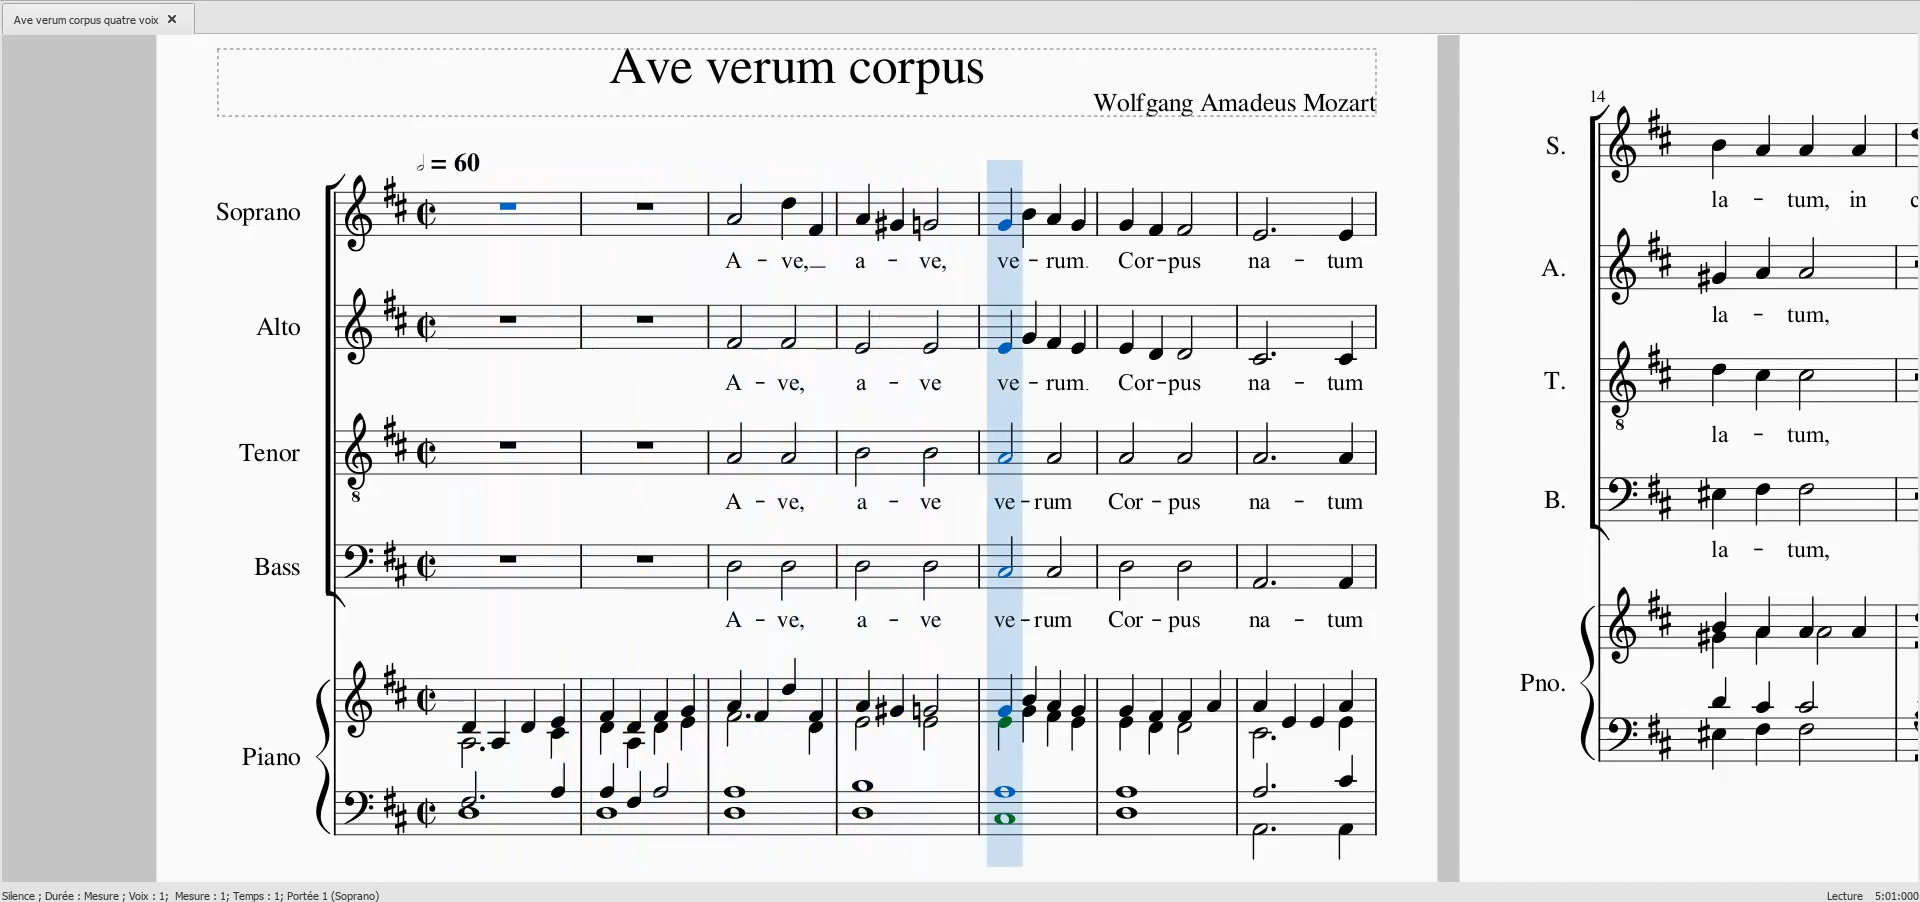 Ave verum corpus quatre voix ✕
Ave verum corpus
Wolfgang Amadeus Mozart
𝅗𝅥 = 60
Soprano
A - ve,_ a - ve, ve - rum. Cor - pus na - tum
Alto
A - ve, a - ve ve - rum. Cor - pus na - tum
Tenor
8
A - ve, a - ve ve - rum Cor - pus na - tum
Bass
A - ve, a - ve ve - rum Cor - pus na - tum
Piano
14
S.
la - tum, in
A.
la - tum,
T.
8
la - tum,
B.
la - tum,
Pno.
Silence ; Durée : Mesure ; Voix : 1; Mesure : 1; Temps : 1; Portée 1 (Soprano)
Lecture 5:01:000